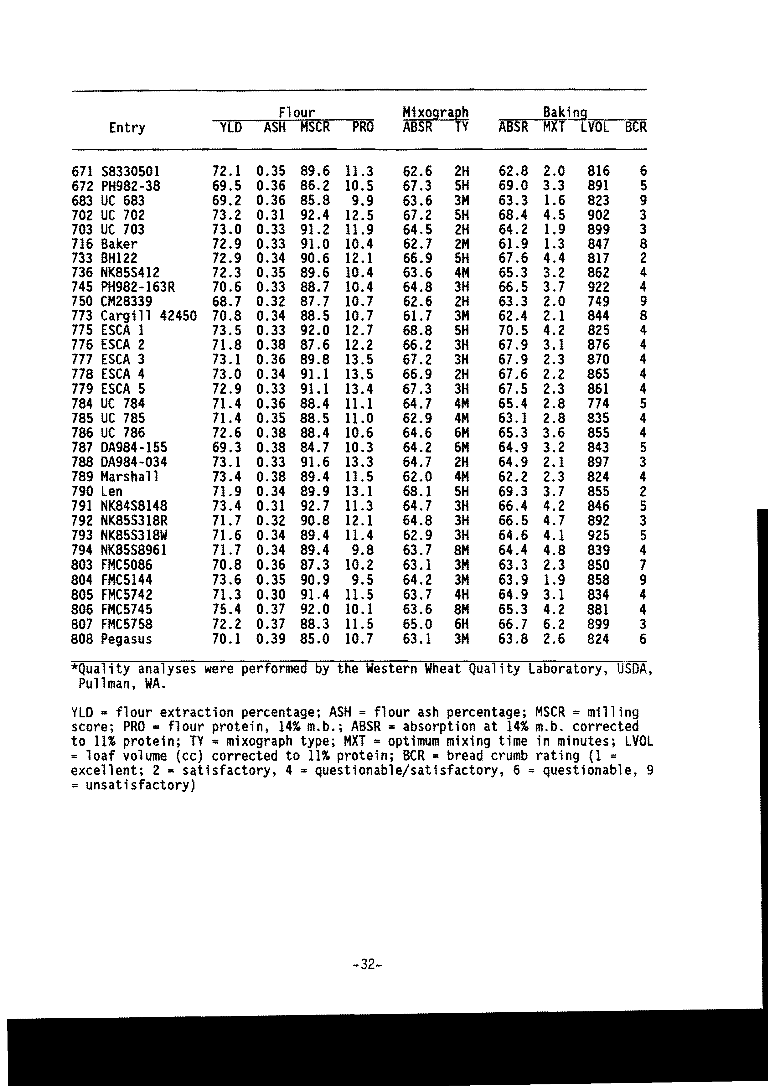 Flour Mixograph Baking
Entry YLD ASH MSCR PRO ABSR TY ABSR MXT LVOL BCR
671 S8330501 72.1 0.35 89.6 11.3 62.6 2H 62.8 2.0 816 6
672 PH982-38 69.5 0.36 86.2 10.5 67.3 5H 69.0 3.3 891 5
683 UC 683 69.2 0.36 85.8 9.9 63.6 3M 63.3 1.6 823 9
702 UC 702 73.2 0.31 92.4 12.5 67.2 5H 68.4 4.5 902 3
703 UC 703 73.0 0.33 91.2 11.9 64.5 2H 64.2 1.9 899 3
716 Baker 72.9 0.33 91.0 10.4 62.7 2M 61.9 1.3 847 8
733 BH122 72.9 0.34 90.6 12.1 66.9 5H 67.6 4.4 817 2
736 NK85S412 72.3 0.35 89.6 10.4 63.6 4M 65.3 3.2 862 4
745 PH982-163R 70.6 0.33 88.7 10.4 64.8 3H 66.5 3.7 922 4
750 CM28339 68.7 0.32 87.7 10.7 62.6 2H 63.3 2.0 749 9
773 Cargill 42450 70.8 0.34 88.5 10.7 61.7 3M 62.4 2.1 844 8
775 ESCA 1 73.5 0.33 92.0 12.7 68.8 5H 70.5 4.2 825 4
776 ESCA 2 71.8 0.38 87.6 12.2 66.2 3H 67.9 3.1 876 4
777 ESCA 3 73.1 0.36 89.8 13.5 67.2 3H 67.9 2.3 870 4
778 ESCA 4 73.0 0.34 91.1 13.5 66.9 2H 67.6 2.2 865 4
779 ESCA 5 72.9 0.33 91.1 13.4 67.3 3H 67.5 2.3 861 4
784 UC 784 71.4 0.36 88.4 11.1 64.7 4M 65.4 2.8 774 5
785 UC 785 71.4 0.35 88.5 11.0 62.9 4M 63.1 2.8 835 4
786 UC 786 72.6 0.38 88.4 10.6 64.6 6M 65.3 3.6 855 4
787 DA984-155 69.3 0.38 84.7 10.3 64.2 6M 64.9 3.2 843 5
788 DA984-034 73.1 0.33 91.6 13.3 64.7 2H 64.9 2.1 897 3
789 Marshall 73.4 0.38 89.4 11.5 62.0 4M 62.2 2.3 824 4
790 Len 71.9 0.34 89.9 13.1 68.1 5H 69.3 3.7 855 2
791 NK84S8148 73.4 0.31 92.7 11.3 64.7 3H 66.4 4.2 846 5
792 NK85S318R 71.7 0.32 90.8 12.1 64.8 3H 66.5 4.7 892 3
793 NK85S318W 71.6 0.34 89.4 11.4 62.9 3H 64.6 4.1 925 5
794 NK85S8961 71.7 0.34 89.4 9.8 63.7 8M 64.4 4.8 839 4
803 FMC5086 70.8 0.36 87.3 10.2 63.1 3M 63.3 2.3 850 7
804 FMC5144 73.6 0.35 90.9 9.5 64.2 3M 63.9 1.9 858 9
805 FMC5742 71.3 0.30 91.4 11.5 63.7 4H 64.9 3.1 834 4
806 FMC5745 75.4 0.37 92.0 10.1 63.6 8M 65.3 4.2 881 4
807 FMC5758 72.2 0.37 88.3 11.5 65.0 6H 66.7 6.2 899 3
808 Pegasus 70.1 0.39 85.0 10.7 63.1 3M 63.8 2.6 824 6
*Quality analyses were performed by the Western Wheat Quality Laboratory, USDA,
Pullman, WA.
YLD = flour extraction percentage; ASH = flour ash percentage; MSCR = milling
score; PRO = flour protein, 14% m.b.; ABSR = absorption at 14% m.b. corrected
to 11% protein; TY = mixograph type; MXT = optimum mixing time in minutes; LVOL
= loaf volume (cc) corrected to 11% protein; BCR = bread crumb rating (1 =
excellent; 2 = satisfactory, 4 = questionable/satisfactory, 6 = questionable, 9
= unsatisfactory)
-32-